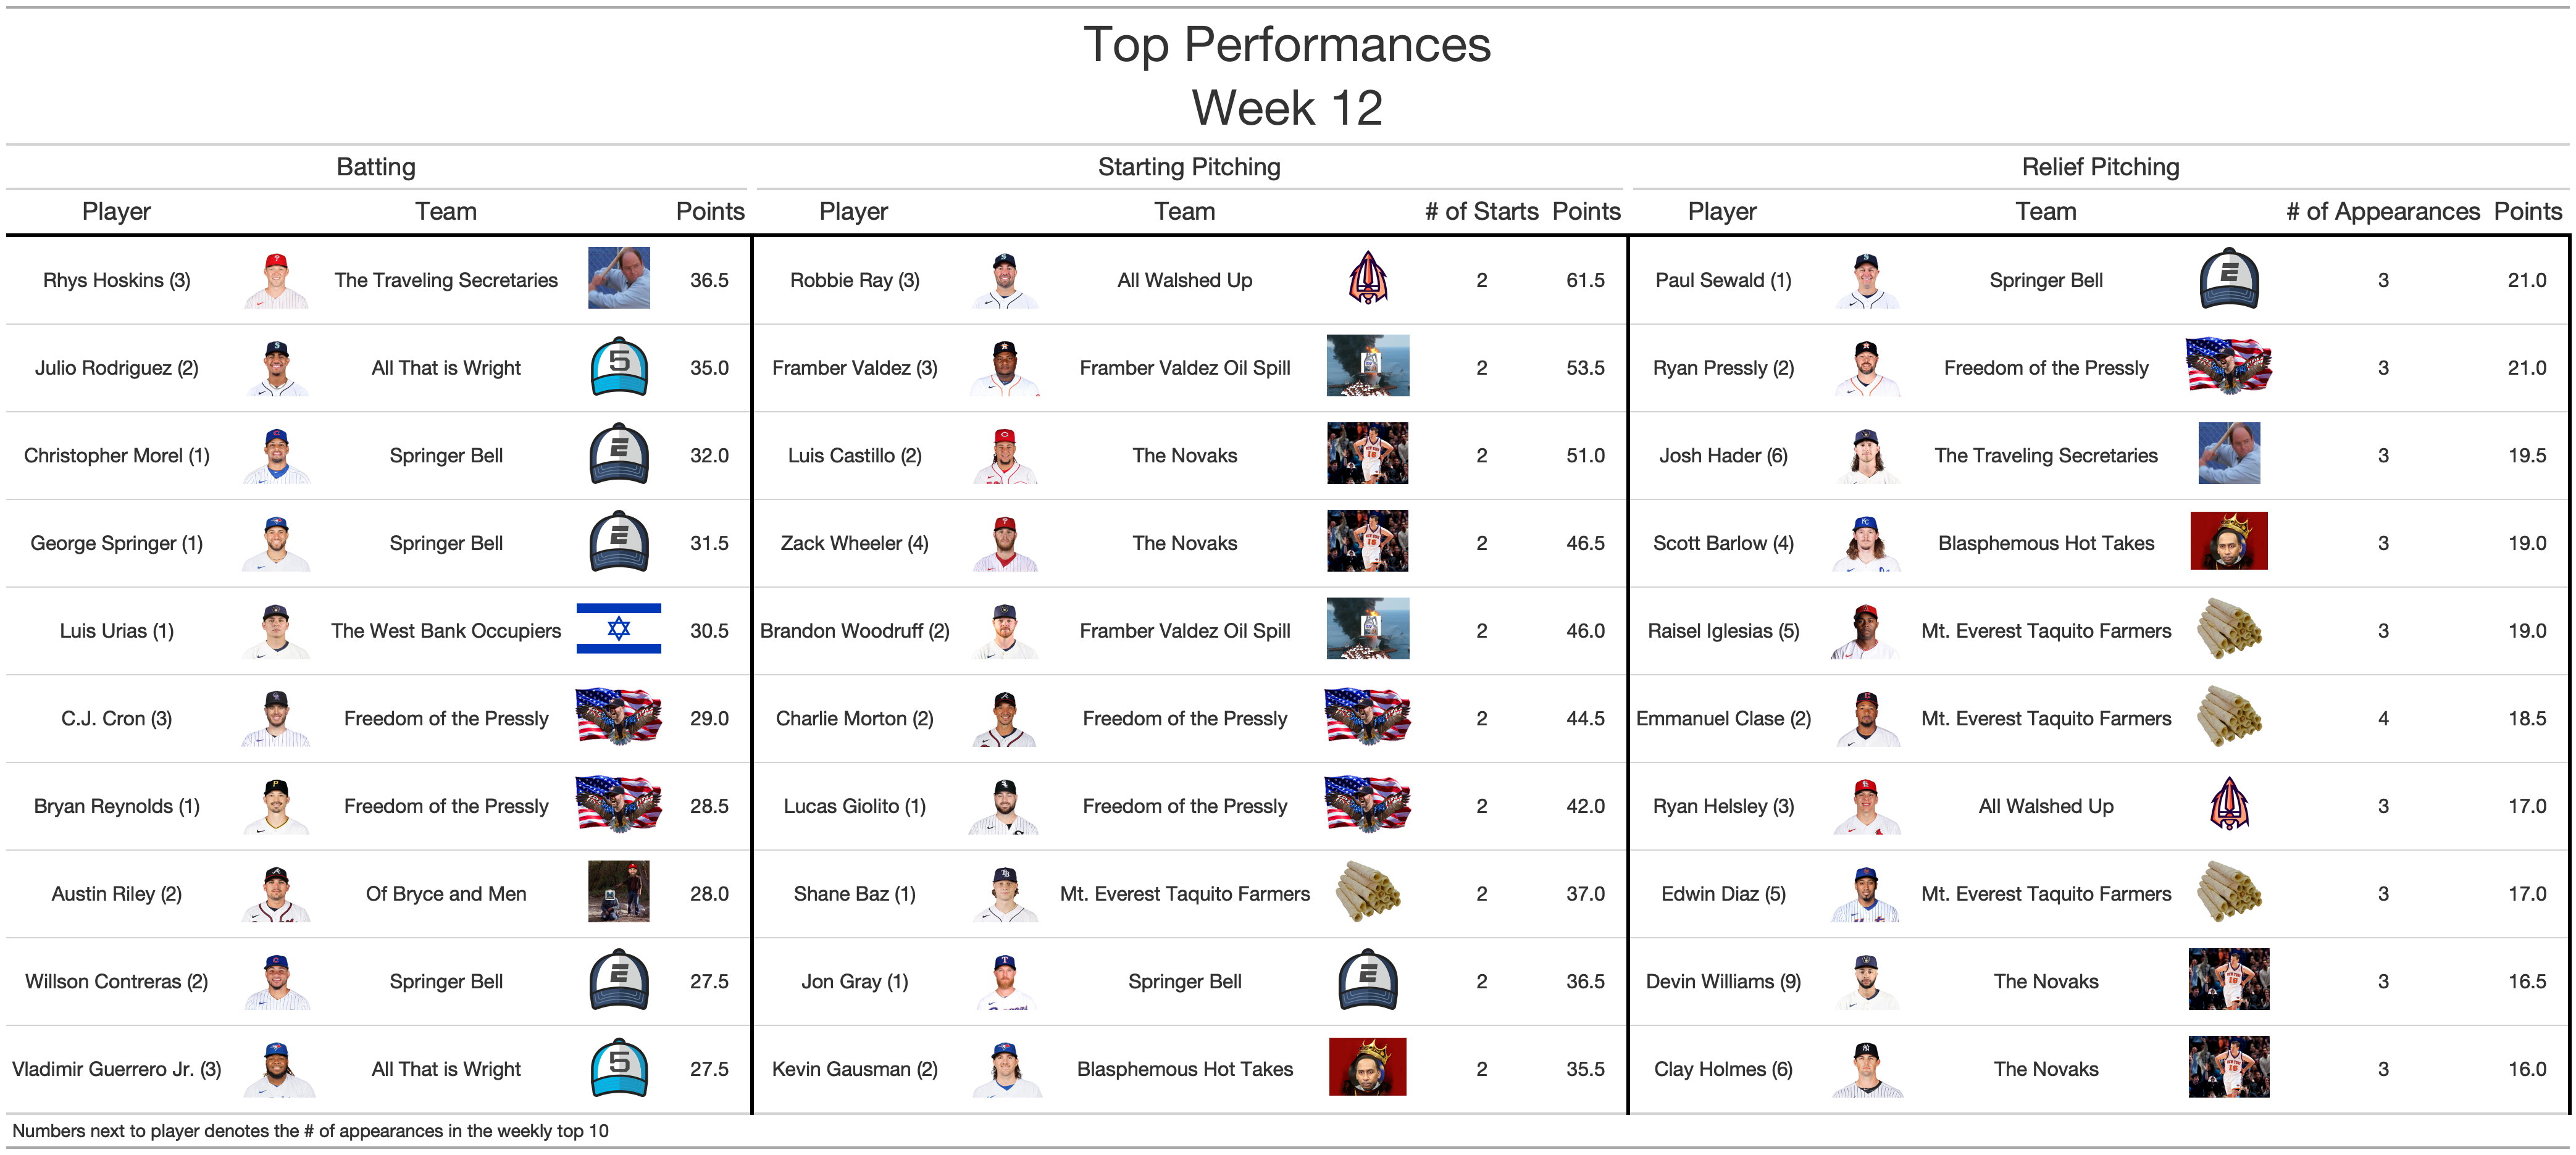 Top Performances
Week 12
Batting Starting Pitching Relief Pitching
Player Team Points Player Team # of Starts Points Player Team # of Appearances Points
Rhys Hoskins (3) The Traveling Secretaries 36.5 Robbie Ray (3) All Walshed Up 2 61.5 Paul Sewald (1) Springer Bell 3 21.0
Julio Rodriguez (2) All That is Wright 5 35.0 Framber Valdez (3) Framber Valdez Oil Spill 2 53.5 Ryan Pressly (2) Freedom of the Pressly 3 21.0
Christopher Morel (1) Springer Bell 32.0 Luis Castillo (2) The Novaks 2 51.0 Josh Hader (6) The Traveling Secretaries 3 19.5
George Springer (1) Springer Bell 31.5 Zack Wheeler (4) The Novaks 2 46.5 Scott Barlow (4) Blasphemous Hot Takes 3 19.0
Luis Urias (1) The West Bank Occupiers 30.5 Brandon Woodruff (2) Framber Valdez Oil Spill 2 46.0 Raisel Iglesias (5) Mt. Everest Taquito Farmers 3 19.0
C.J. Cron (3) Freedom of the Pressly 29.0 Charlie Morton (2) Freedom of the Pressly 2 44.5 Emmanuel Clase (2) Mt. Everest Taquito Farmers 4 18.5
Bryan Reynolds (1) Freedom of the Pressly 28.5 Lucas Giolito (1) Freedom of the Pressly 2 42.0 Ryan Helsley (3) All Walshed Up 3 17.0
Austin Riley (2) Of Bryce and Men 28.0 Shane Baz (1) Mt. Everest Taquito Farmers 2 37.0 Edwin Diaz (5) Mt. Everest Taquito Farmers 3 17.0
Willson Contreras (2) Springer Bell 27.5 Jon Gray (1) Springer Bell 2 36.5 Devin Williams (9) The Novaks 3 16.5
Vladimir Guerrero Jr. (3) All That is Wright 5 27.5 Kevin Gausman (2) Blasphemous Hot Takes 2 35.5 Clay Holmes (6) The Novaks 3 16.0
Numbers next to player denotes the # of appearances in the weekly top 10